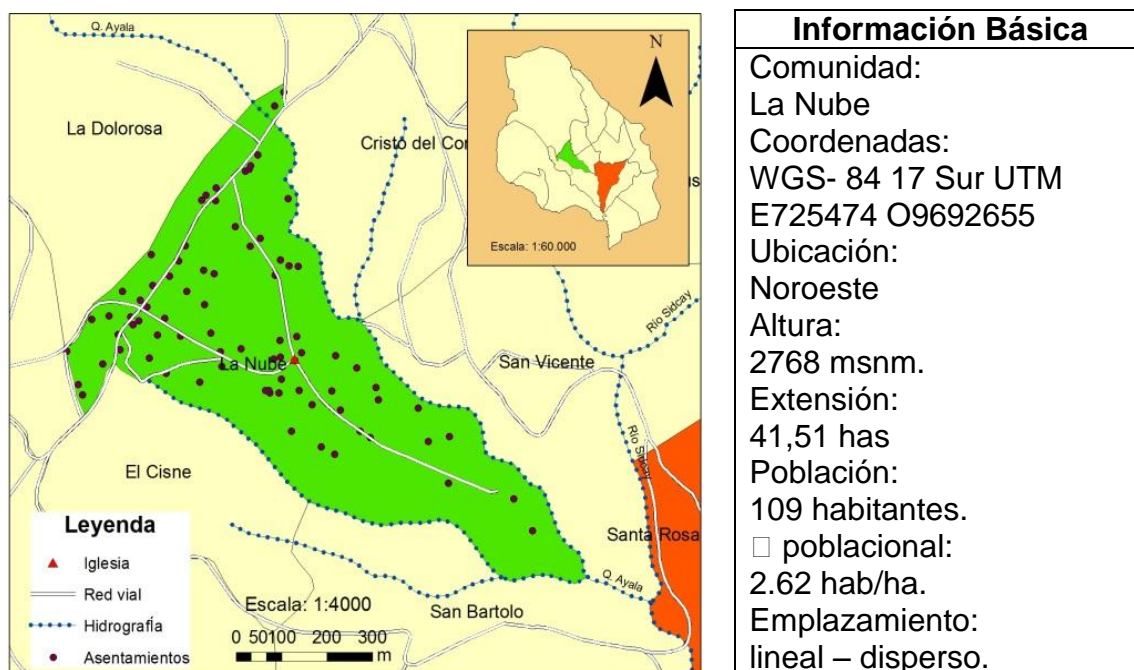 Q. Ayala
La Dolorosa
Cristo del Cor
N
Escala: 1:60.000
Río Sidcay
La Nube
San Vicente
Río Sidcay
El Cisne
Santa Rosa
Q. Ayala
San Bartolo
Leyenda
Iglesia
Red vial
Hidrografía
Asentamientos
Escala: 1:4000
0 50100 200 300
m
Información Básica
Comunidad:
La Nube
Coordenadas:
WGS- 84 17 Sur UTM
E725474 O9692655
Ubicación:
Noroeste
Altura:
2768 msnm.
Extensión:
41,51 has
Población:
109 habitantes.
□ poblacional:
2.62 hab/ha.
Emplazamiento:
lineal – disperso.